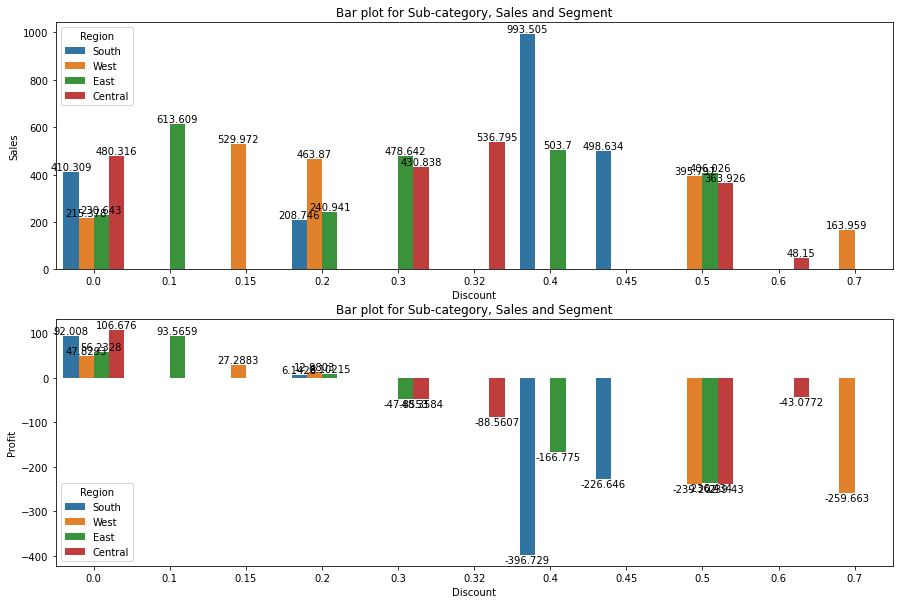 Bar plot for Sub-category, Sales and Segment
1000
800
600
400
200
0
Sales
Region
South
West
East
Central
410.309
215.378
230.643
480.316
613.609
529.972
208.746
463.87
240.941
478.642
430.838
536.795
993.505
503.7
498.634
406.026
363.926
48.15
163.959
0.0 0.1 0.15 0.2 0.3 0.32 0.4 0.45 0.5 0.6 0.7
Discount
Bar plot for Sub-category, Sales and Segment
100
0
−100
−200
−300
−400
Profit
92.008
56.2328
106.676
93.5659
27.2883
-88.5607
-396.729
-166.775
-226.646
-43.0772
-259.663
Region
South
West
East
Central
0.0 0.1 0.15 0.2 0.3 0.32 0.4 0.45 0.5 0.6 0.7
Discount